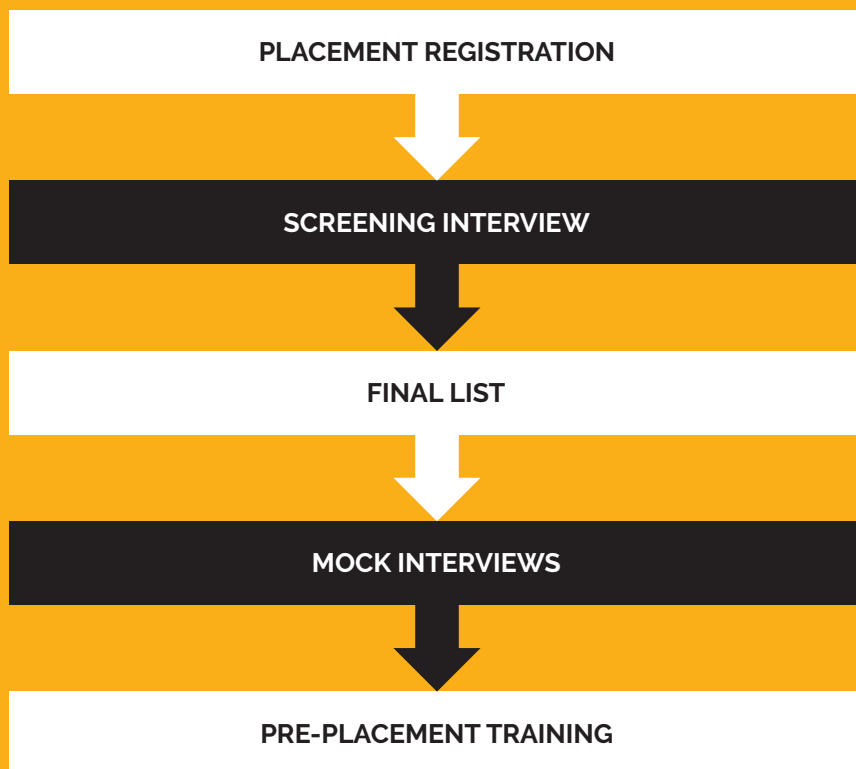 PLACEMENT REGISTRATION
SCREENING INTERVIEW
FINAL LIST
MOCK INTERVIEWS
PRE-PLACEMENT TRAINING